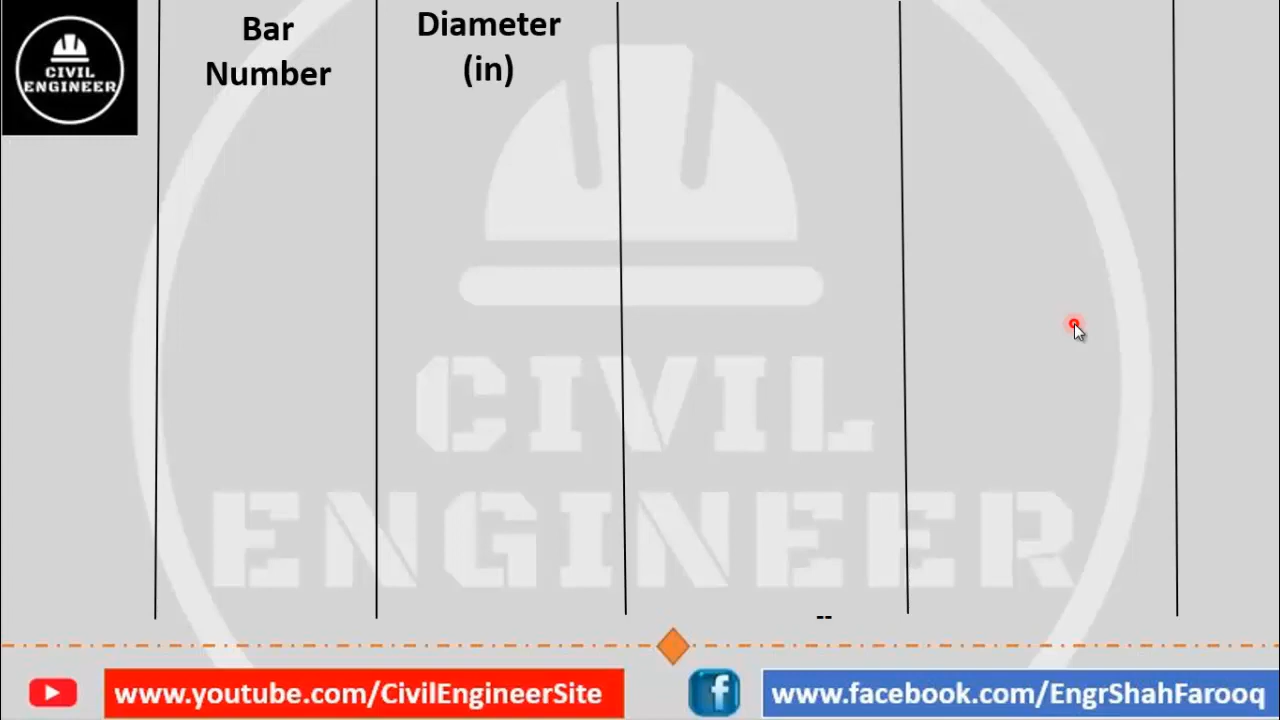 CIVIL
ENGINEER
Bar
Number
Diameter
(in)
CIVIL
ENGINEER
--
www.youtube.com/CivilEngineerSite
www.facebook.com/EngrShahFarooq